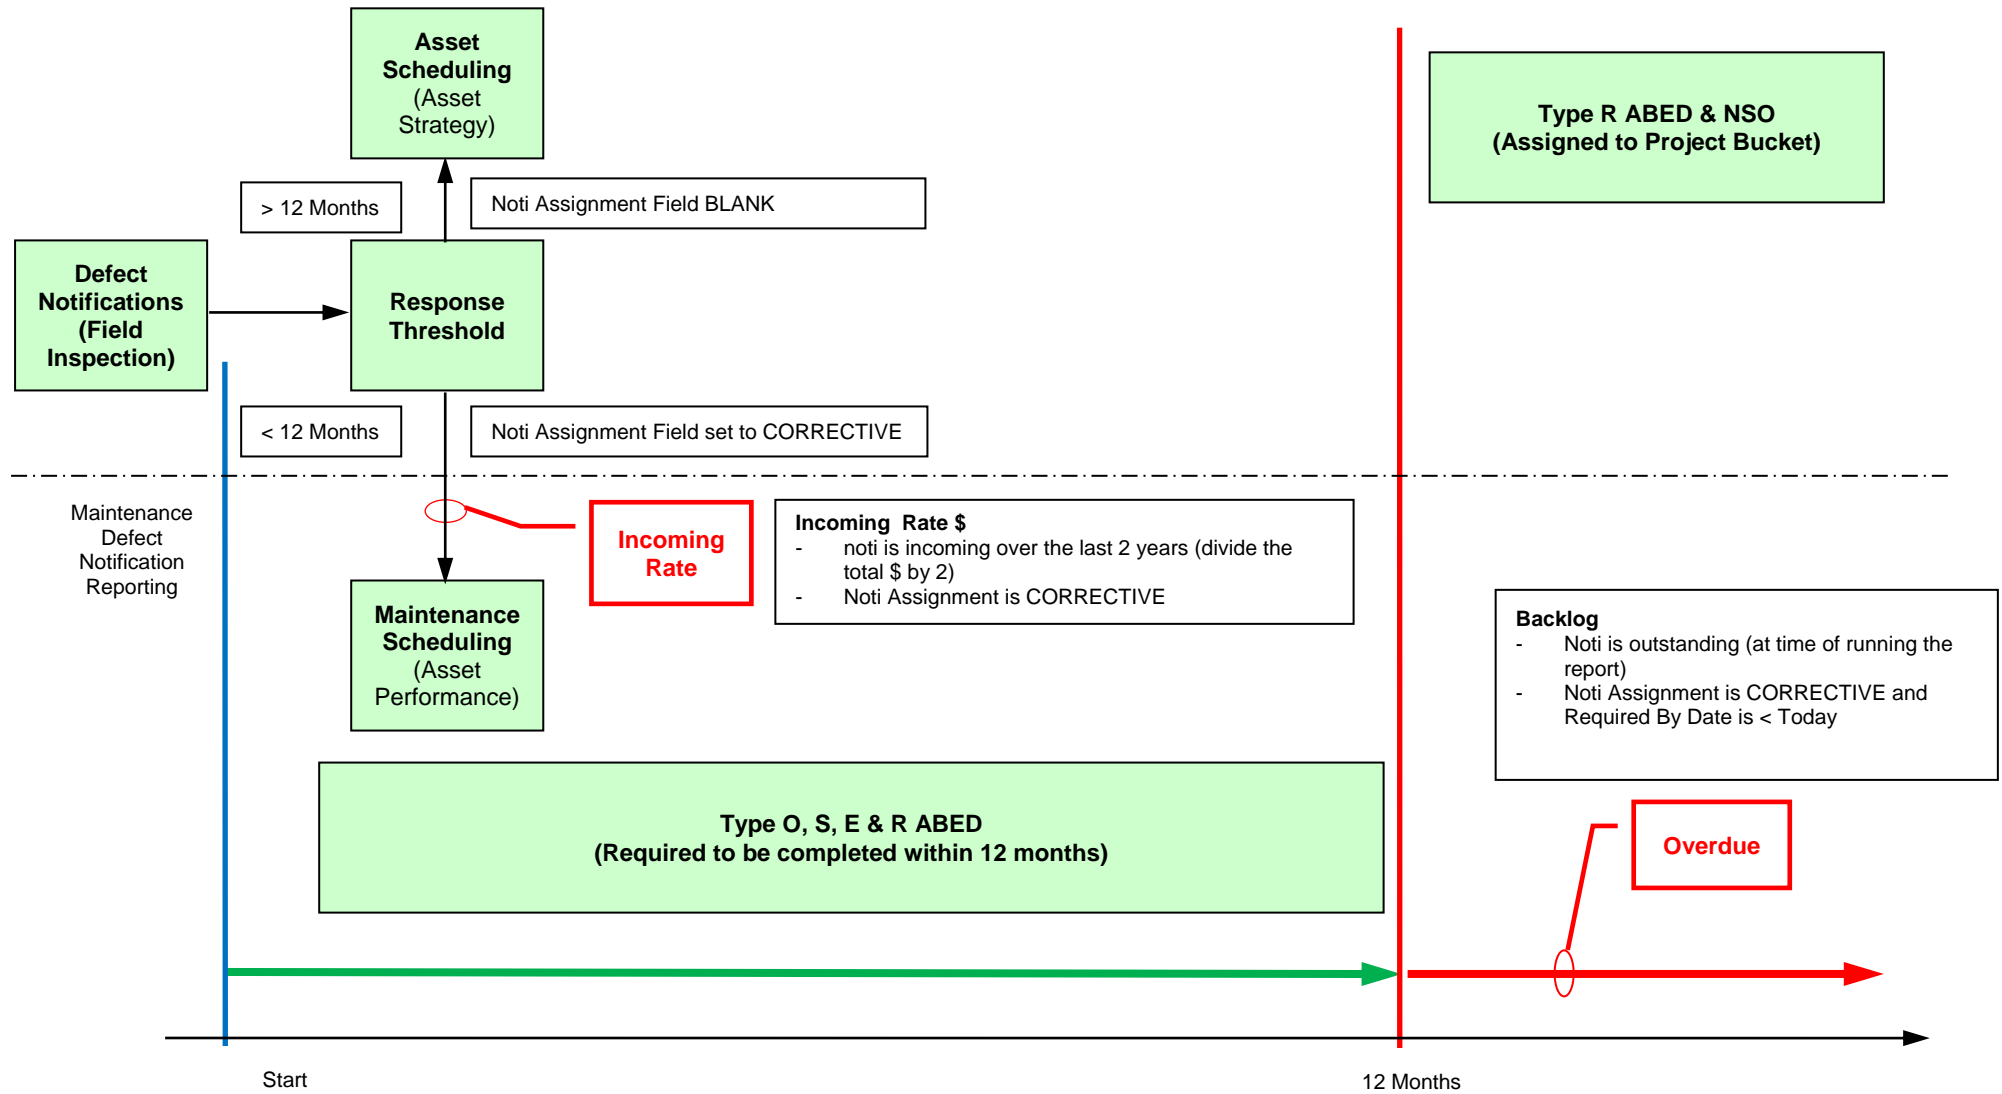 Asset
Scheduling
(Asset
Strategy)
Type R ABED & NSO
(Assigned to Project Bucket)
> 12 Months
Noti Assignment Field BLANK
Defect
Notifications
(Field
Inspection)
Response
Threshold
< 12 Months
Noti Assignment Field set to CORRECTIVE
Maintenance
Defect
Notification
Reporting
Incoming
Rate
Incoming Rate $
- noti is incoming over the last 2 years (divide the
total $ by 2)
- Noti Assignment is CORRECTIVE
Maintenance
Scheduling
(Asset
Performance)
Backlog
- Noti is outstanding (at time of running the
report)
- Noti Assignment is CORRECTIVE and
Required By Date is < Today
Type O, S, E & R ABED
(Required to be completed within 12 months)
Overdue
Start
12 Months